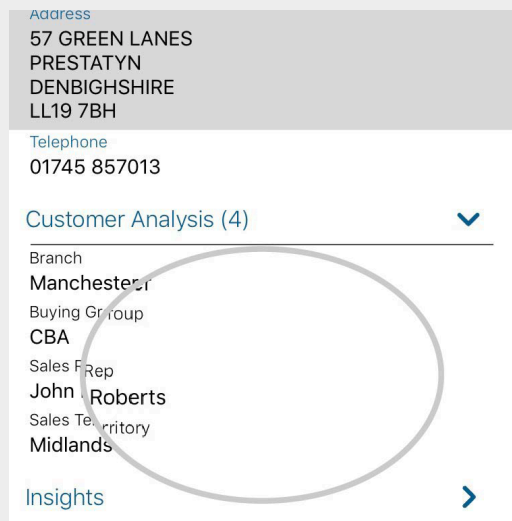 Address
57 GREEN LANES
PRESTATYN
DENBIGHSHIRE
LL19 7BH
Telephone
01745 857013
Customer Analysis (4)
Branch
Manchester
Buying Group
CBA
Sales Rep
John Roberts
Sales Territory
Midlands
Insights